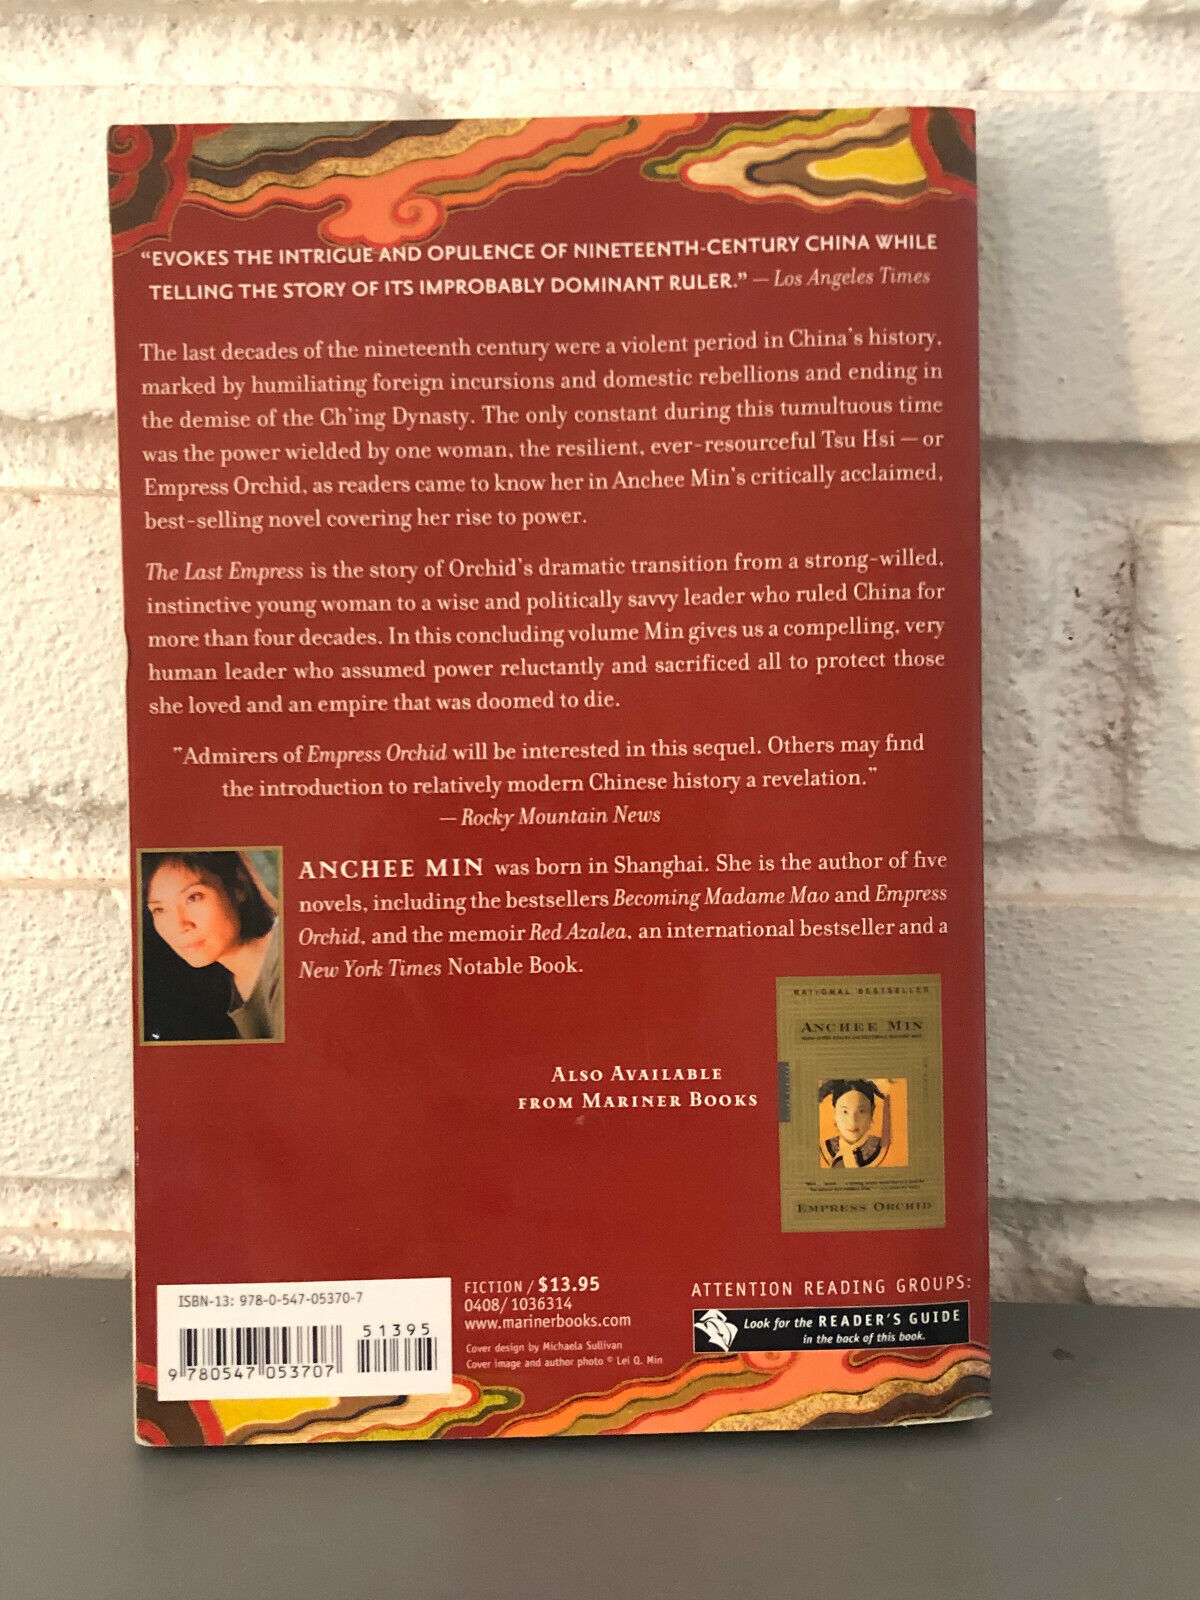 “EVOKES THE INTRIGUE AND OPULENCE OF NINETEENTH-CENTURY CHINA WHILE
TELLING THE STORY OF ITS IMPROBABLY DOMINANT RULER.” — Los Angeles Times
The last decades of the nineteenth century were a violent period in China's history,
marked by humiliating foreign incursions and domestic rebellions and ending in
the demise of the Ch'ing Dynasty. The only constant during this tumultuous time
was the power wielded by one woman, the resilient, ever-resourceful Tsu Hsi — or
Empress Orchid, as readers came to know her in Anchee Min's critically acclaimed,
best-selling novel covering her rise to power.
The Last Empress is the story of Orchid's dramatic transition from a strong-willed,
instinctive young woman to a wise and politically savvy leader who ruled China for
more than four decades. In this concluding volume Min gives us a compelling, very
human leader who assumed power reluctantly and sacrificed all to protect those
she loved and an empire that was doomed to die.
“Admirers of Empress Orchid will be interested in this sequel. Others may find
the introduction to relatively modern Chinese history a revelation.”
— Rocky Mountain News
ANCHEE MIN was born in Shanghai. She is the author of five
novels, including the bestsellers Becoming Madame Mao and Empress
Orchid, and the memoir Red Azalea, an international bestseller and a
New York Times Notable Book.
NATIONAL BESTSELLER
ANCHEE MIN
EMPRESS ORCHID
ALSO AVAILABLE
FROM MARINER BOOKS
ISBN-13: 978-0-547-05370-7
51395
9 780547 053707
FICTION / $13.95
0408/1036314
www.marinerbooks.com
Cover design by Michaela Sullivan
Cover image and author photo © Lei Q. Min
ATTENTION READING GROUPS:
Look for the READER'S GUIDE
in the back of this book.